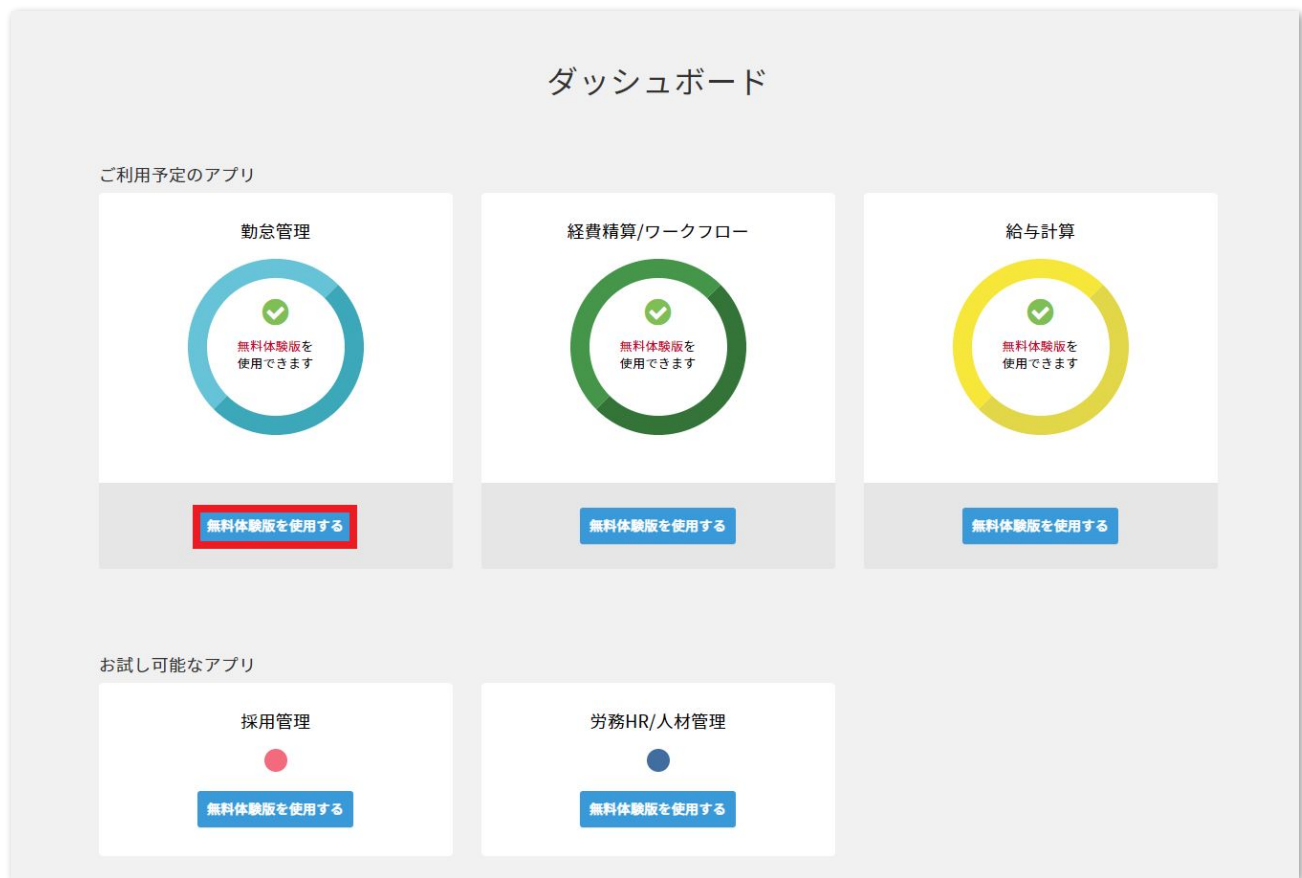 ダッシュボード
ご利用予定のアプリ
勤怠管理
無料体験版を
使用できます
無料体験版を使用する
経費精算/ワークフロー
無料体験版を
使用できます
無料体験版を使用する
給与計算
無料体験版を
使用できます
無料体験版を使用する
お試し可能なアプリ
採用管理
無料体験版を使用する
労務HR/人材管理
無料体験版を使用する